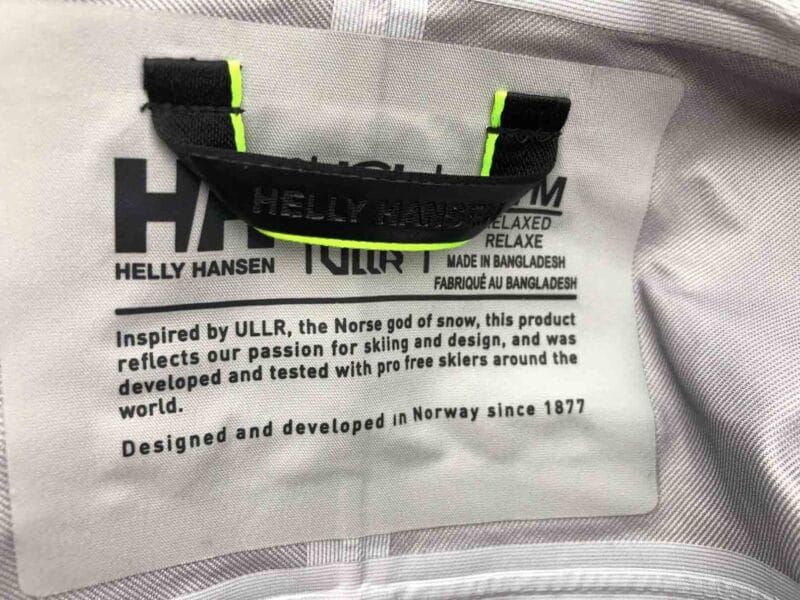 HELLY HANSEN
HH
HELLY HANSEN
ULLR
M
RELAXED
RELAXE
MADE IN BANGLADESH
FABRIQUÉ AU BANGLADESH
Inspired by ULLR, the Norse god of snow, this product
reflects our passion for skiing and design, and was
developed and tested with pro free skiers around the
world.
Designed and developed in Norway since 1877